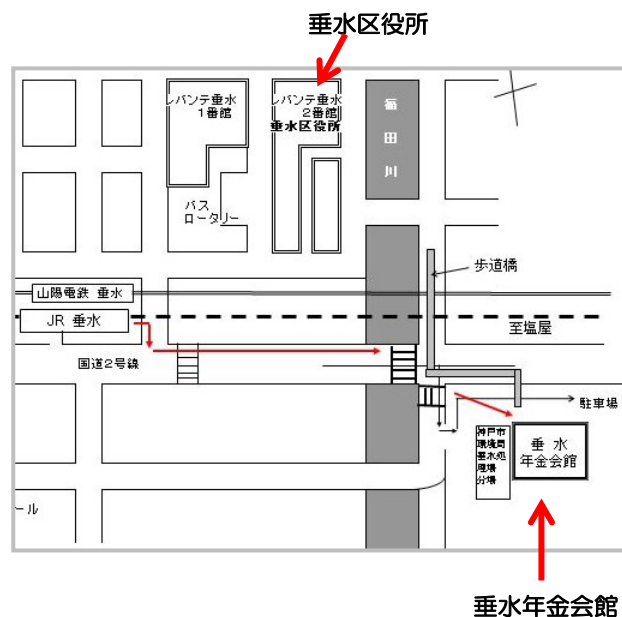 垂水区役所
レバンテ垂水
1番館
レバンテ垂水
2番館
垂水区役所
福
田
川
バス
ロータリー
歩道橋
山陽電鉄 垂水
JR 垂水
至塩屋
国道2号線
駐車場
神戸市
環境局
垂水処
理場
分場
垂 水
年金会館
ール
垂水年金会館